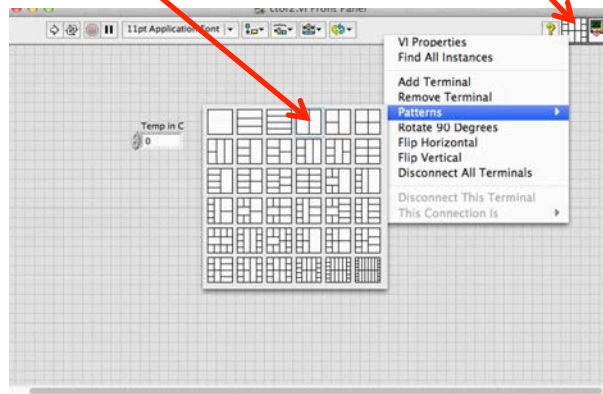 ctor2.vi Front Panel
11pt Application Font
?
VI Properties
Find All Instances
Add Terminal
Remove Terminal
Patterns
Rotate 90 Degrees
Flip Horizontal
Flip Vertical
Disconnect All Terminals
Disconnect This Terminal
This Connection Is
Temp in C
0